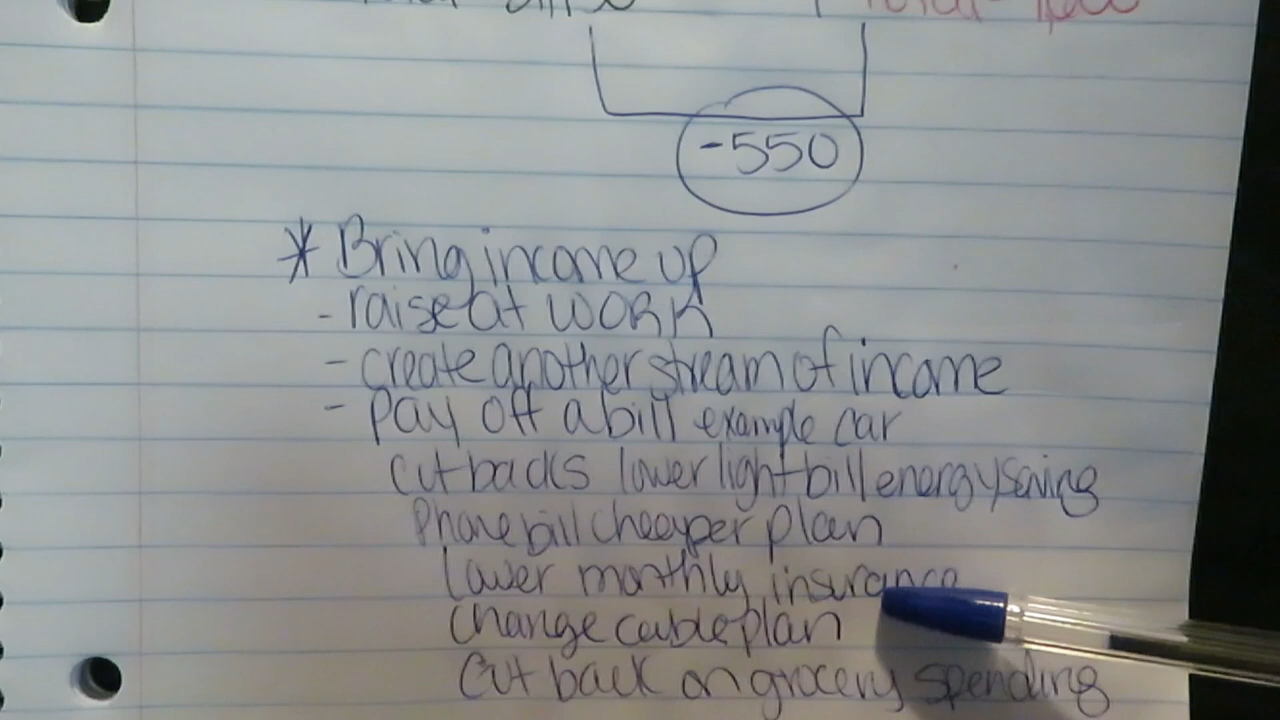 -550
* Bring income up
- raise at work
- create another stream of income
- pay off a bill example car
cut backs lower light bill energy saving
Phone bill cheeper plan
lower monthly insurance
change cable plan
cut back on grocery spending